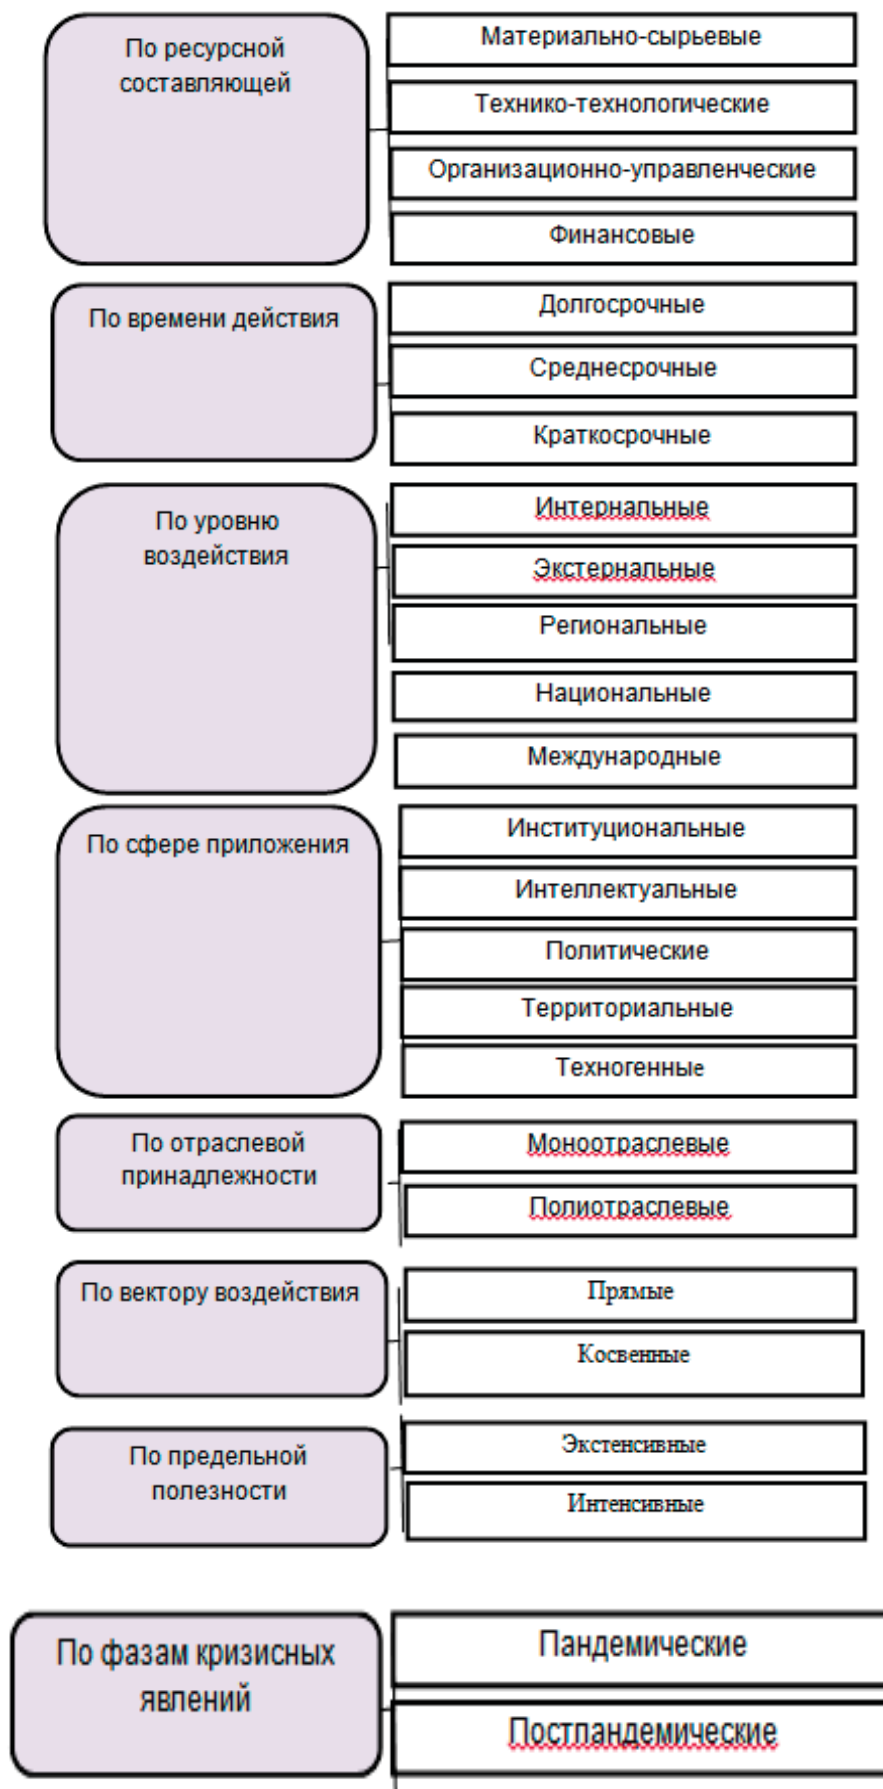 По ресурсной
составляющей
Материально-сырьевые
Технико-технологические
Организационно-управленческие
Финансовые
По времени действия
Долгосрочные
Среднесрочные
Краткосрочные
По уровню
воздействия
Интернальные
Экстернальные
Региональные
Национальные
Международные
По сфере приложения
Институциональные
Интеллектуальные
Политические
Территориальные
Техногенные
По отраслевой
принадлежности
Моноотраслевые
Полиотраслевые
По вектору воздействия
Прямые
Косвенные
По предельной
полезности
Экстенсивные
Интенсивные
По фазам кризисных
явлений
Пандемические
Постпандемические